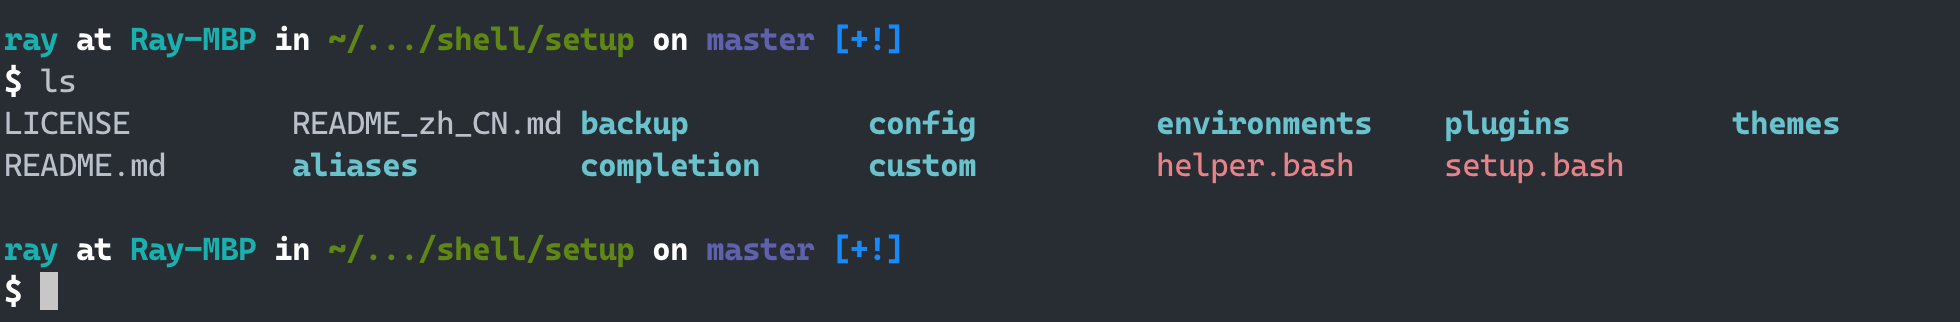 ray at Ray-MBP in ~/.../shell/setup on master [+!]
$ ls
LICENSE         README_zh_CN.md backup          config          environments    plugins         themes
README.md       aliases         completion      custom          helper.bash     setup.bash
ray at Ray-MBP in ~/.../shell/setup on master [+!]
$